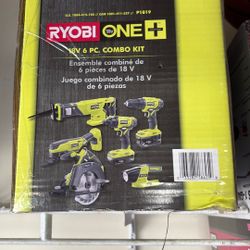 P1819
RYOBI ONE+
18V 6 PC. COMBO KIT
Ensemble combiné de
6 pièces de 18 V
Juego combinado de 18 V
de 6 piezas